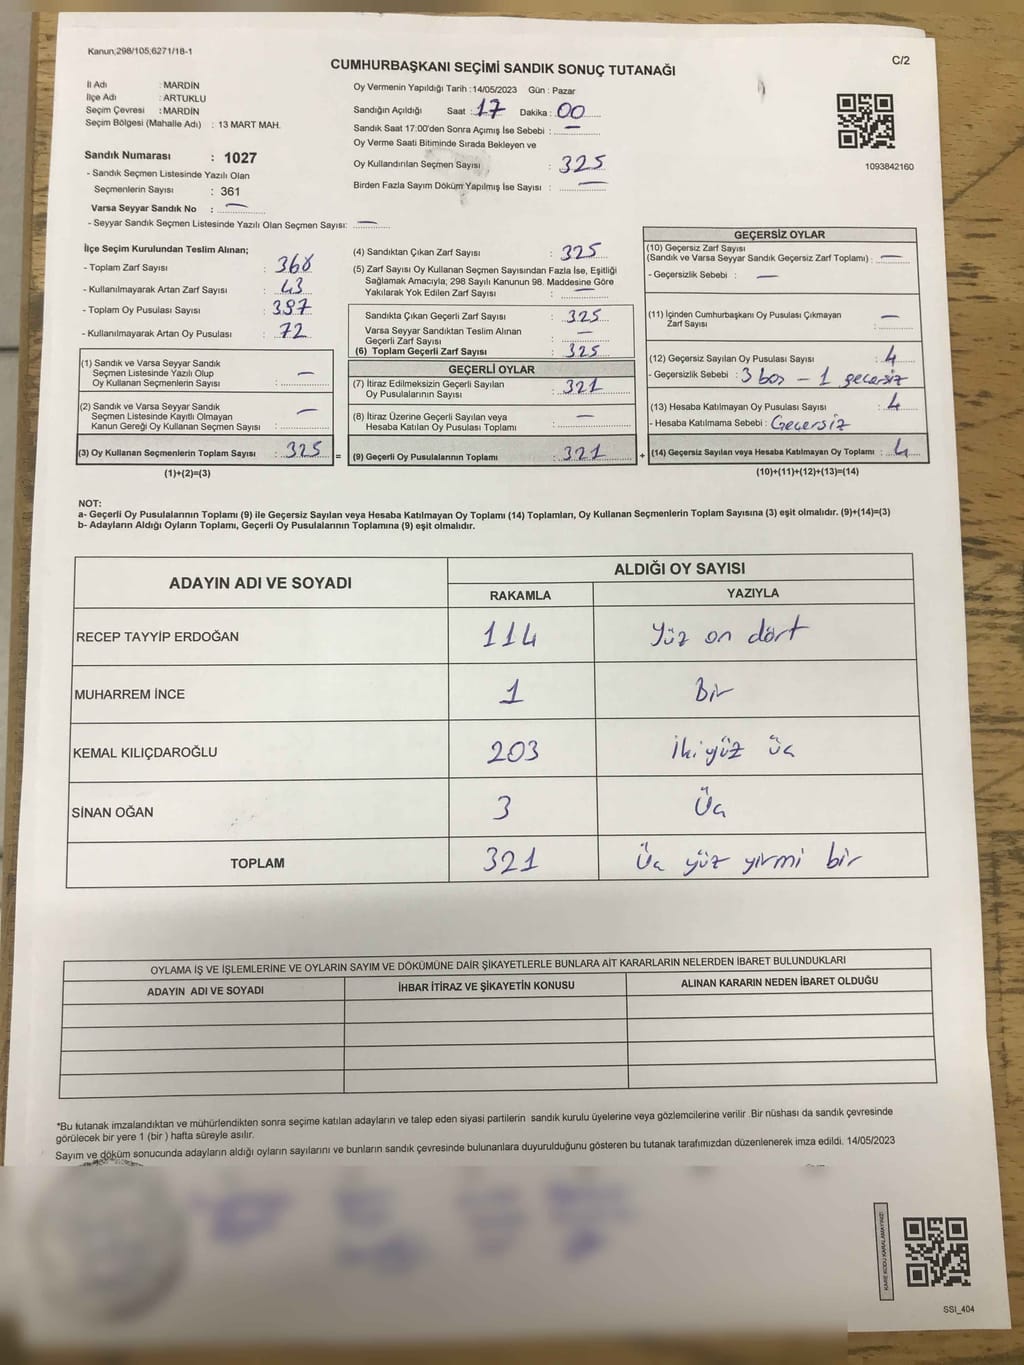 Kanun;298/105;6271/18-1
C/2
CUMHURBAŞKANI SEÇİMİ SANDIK SONUÇ TUTANAĞI
İl Adı : MARDİN
İlçe Adı : ARTUKLU
Seçim Çevresi : MARDİN
Seçim Bölgesi (Mahalle Adı) : 13 MART MAH.
Sandık Numarası : 1027
- Sandık Seçmen Listesinde Yazılı Olan
Seçmenlerin Sayısı : 361
Varsa Seyyar Sandık No : —
- Seyyar Sandık Seçmen Listesinde Yazılı Olan Seçmen Sayısı: —
Oy Vermenin Yapıldığı Tarih : 14/05/2023 Gün : Pazar
Sandığın Açıldığı Saat : 17 Dakika : 00
Sandık Saat 17:00'den Sonra Açımış İse Sebebi : —
Oy Verme Saati Bitiminde Sırada Bekleyen ve
Oy Kullandırılan Seçmen Sayısı : 325
Birden Fazla Sayım Döküm Yapılmış İse Sayısı : —
1093842160
İlçe Seçim Kurulundan Teslim Alınan;
- Toplam Zarf Sayısı : 368
- Kullanılmayarak Artan Zarf Sayısı : 43
- Toplam Oy Pusulası Sayısı : 397
- Kullanılmayarak Artan Oy Pusulası : 72
(1) Sandık ve Varsa Seyyar Sandık
Seçmen Listesinde Yazılı Olup
Oy Kullanan Seçmenlerin Sayısı : —
(2) Sandık ve Varsa Seyyar Sandık
Seçmen Listesinde Kayıtlı Olmayan
Kanun Gereği Oy Kullanan Seçmen Sayısı : —
(3) Oy Kullanan Seçmenlerin Toplam Sayısı : 325 =
(1)+(2)=(3)
(4) Sandıktan Çıkan Zarf Sayısı : 325
(5) Zarf Sayısı Oy Kullanan Seçmen Sayısından Fazla İse, Eşitliği
Sağlamak Amacıyla; 298 Sayılı Kanunun 98. Maddesine Göre
Yakılarak Yok Edilen Zarf Sayısı : —
Sandıkta Çıkan Geçerli Zarf Sayısı : 325
Varsa Seyyar Sandıktan Teslim Alınan
Geçerli Zarf Sayısı : —
(6) Toplam Geçerli Zarf Sayısı : 325
GEÇERLİ OYLAR
(7) İtiraz Edilmeksizin Geçerli Sayılan
Oy Pusulalarının Sayısı : 321
(8) İtiraz Üzerine Geçerli Sayılan veya
Hesaba Katılan Oy Pusulası Toplamı : —
(9) Geçerli Oy Pusulalarının Toplamı : 321 +
GEÇERSİZ OYLAR
(10) Geçersiz Zarf Sayısı
(Sandık ve Varsa Seyyar Sandık Geçersiz Zarf Toplamı) : —
- Geçersizlik Sebebi : —
(11) İçinden Cumhurbaşkanı Oy Pusulası Çıkmayan
Zarf Sayısı : —
(12) Geçersiz Sayılan Oy Pusulası Sayısı : 4
- Geçersizlik Sebebi : 3 boş – 1 geçersiz
(13) Hesaba Katılmayan Oy Pusulası Sayısı : 4
- Hesaba Katılmama Sebebi : Geçersiz
(14) Geçersiz Sayılan veya Hesaba Katılmayan Oy Toplamı : 4
(10)+(11)+(12)+(13)=(14)
NOT:
a- Geçerli Oy Pusulalarının Toplamı (9) ile Geçersiz Sayılan veya Hesaba Katılmayan Oy Toplamı (14) Toplamları, Oy Kullanan Seçmenlerin Toplam Sayısına (3) eşit olmalıdır. (9)+(14)=(3)
b- Adayların Aldığı Oyların Toplamı, Geçerli Oy Pusulalarının Toplamına (9) eşit olmalıdır.
ADAYIN ADI VE SOYADI
ALDIĞI OY SAYISI
RAKAMLA YAZIYLA
RECEP TAYYİP ERDOĞAN 114 Yüz on dört
MUHARREM İNCE 1 Bir
KEMAL KILIÇDAROĞLU 203 İki yüz üç
SİNAN OĞAN 3 Üç
TOPLAM 321 Üç yüz yirmi bir
OYLAMA İŞ VE İŞLEMLERİNE VE OYLARIN SAYIM VE DÖKÜMÜNE DAİR ŞİKAYETLERLE BUNLARA AİT KARARLARIN NELERDEN İBARET BULUNDUKLARI
ADAYIN ADI VE SOYADI İHBAR İTİRAZ VE ŞİKAYETİN KONUSU ALINAN KARARIN NEDEN İBARET OLDUĞU
*Bu tutanak imzalandıktan ve mühürlendikten sonra seçime katılan adayların ve talep eden siyasi partilerin sandık kurulu üyelerine veya gözlemcilerine verilir .Bir nüshası da sandık çevresinde
görülecek bir yere 1 (bir ) hafta süreyle asılır.
Sayım ve döküm sonucunda adayların aldığı oyların sayılarını ve bunların sandık çevresinde bulunanlara duyurulduğunu gösteren bu tutanak tarafımızdan düzenlenerek imza edildi. 14/05/2023
KARE KODU KARALAMAYINIZ!
SSI_404